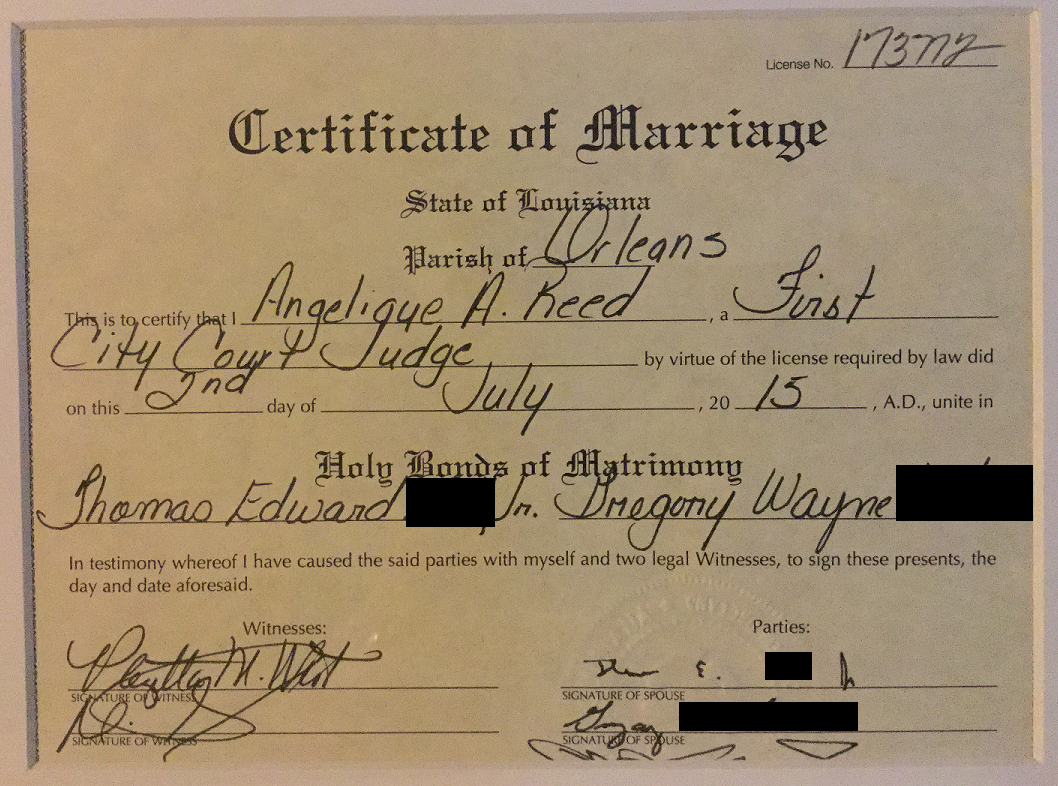 License No. 173772
Certificate of Marriage
State of Louisiana
Parish of Orleans
This is to certify that I Angelique A. Reed, a First
City Court Judge by virtue of the license required by law did
on this 2nd day of July, 20 15, A.D., unite in
Holy Bonds of Matrimony
Thomas Edward , Jr. Gregory Wayne
In testimony whereof I have caused the said parties with myself and two legal Witnesses, to sign these presents, the
day and date aforesaid.
Witnesses: Parties:
E.
SIGNATURE OF WITNESS SIGNATURE OF SPOUSE
SIGNATURE OF WITNESS SIGNATURE OF SPOUSE